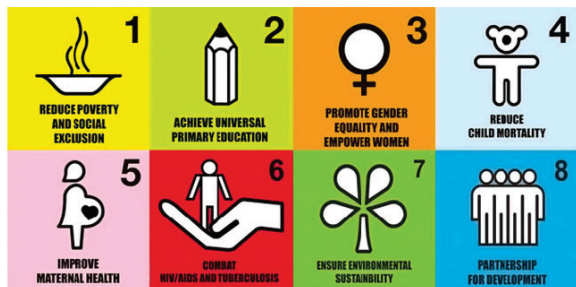 1
REDUCE POVERTY
AND SOCIAL
EXCLUSION
2
ACHIEVE UNIVERSAL
PRIMARY EDUCATION
3
PROMOTE GENDER
EQUALITY AND
EMPOWER WOMEN
4
REDUCE
CHILD MORTALITY
5
IMPROVE
MATERNAL HEALTH
6
COMBAT
HIV/AIDS AND TUBERCULOSIS
7
ENSURE ENVIRONMENTAL
SUSTAINBILITY
8
PARTNERSHIP
FOR DEVELOPMENT